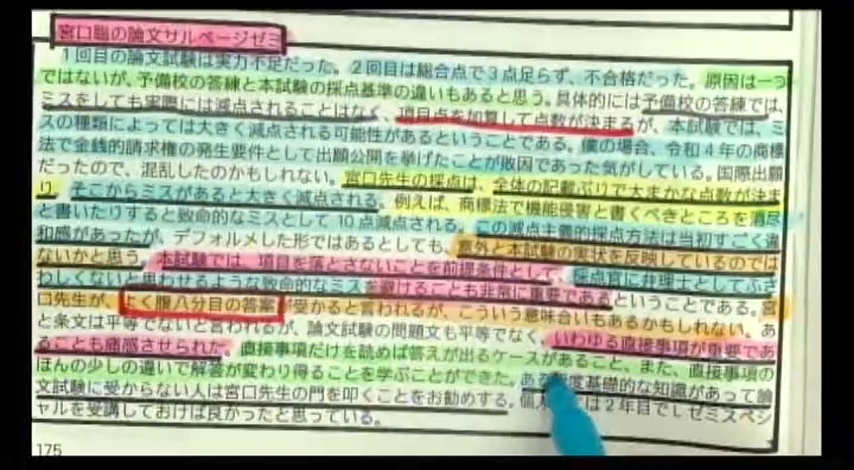 宮口聡の論文サルベージゼミ
1回目の論文試験は実力不足だった。2回目は総合点で3点足らず、不合格だった。原因は一つ
ではないが、予備校の答練と本試験の採点基準の違いもあると思う。具体的には予備校の答練では、
ミスをしても実際には減点されることはなく、項目点を加算して点数が決まるが、本試験では、ミ
スの種類によっては大きく減点される可能性があるということである。僕の場合、令和4年の商標
法で金銭的請求権の発生要件として出願公開を挙げたことが敗因であった気がしている。国際出願
だったので、混乱したのかもしれない。宮口先生の採点は、全体の記載ぶりで大まかな点数が決ま
り、そこからミスがあると大きく減点される。例えば、商標法で機能侵害と書くべきところを消尽
と書いたりすると致命的なミスとして10点減点される。この減点主義的採点方法は当初すごく違
和感があったが、デフォルメした形ではあるとしても、意外と本試験の実状を反映しているのでは
ないかと思う。本試験では、項目を落とさないことを前提条件として、採点官に弁理士としてふさ
わしくないと思わせるような致命的なミスを避けることも非常に重要であるということである。宮
口先生が、よく腹八分目の答案が受かると言われるが、こういう意味合いもあるかもしれない。あ
と条文は平等でないと言われるが、論文試験の問題文も平等でなく、いわゆる直接事項が重要であ
ることも痛感させられた。直接事項だけを読めば答えが出るケースがあること、また、直接事項の
ほんの少しの違いで解答が変わり得ることを学ぶことができた。ある程度基礎的な知識があって論
文試験に受からない人は宮口先生の門を叩くことをお勧めする。個 は2年目でLゼミスペシ
ャルを受講しておけば良かったと思っている。
175